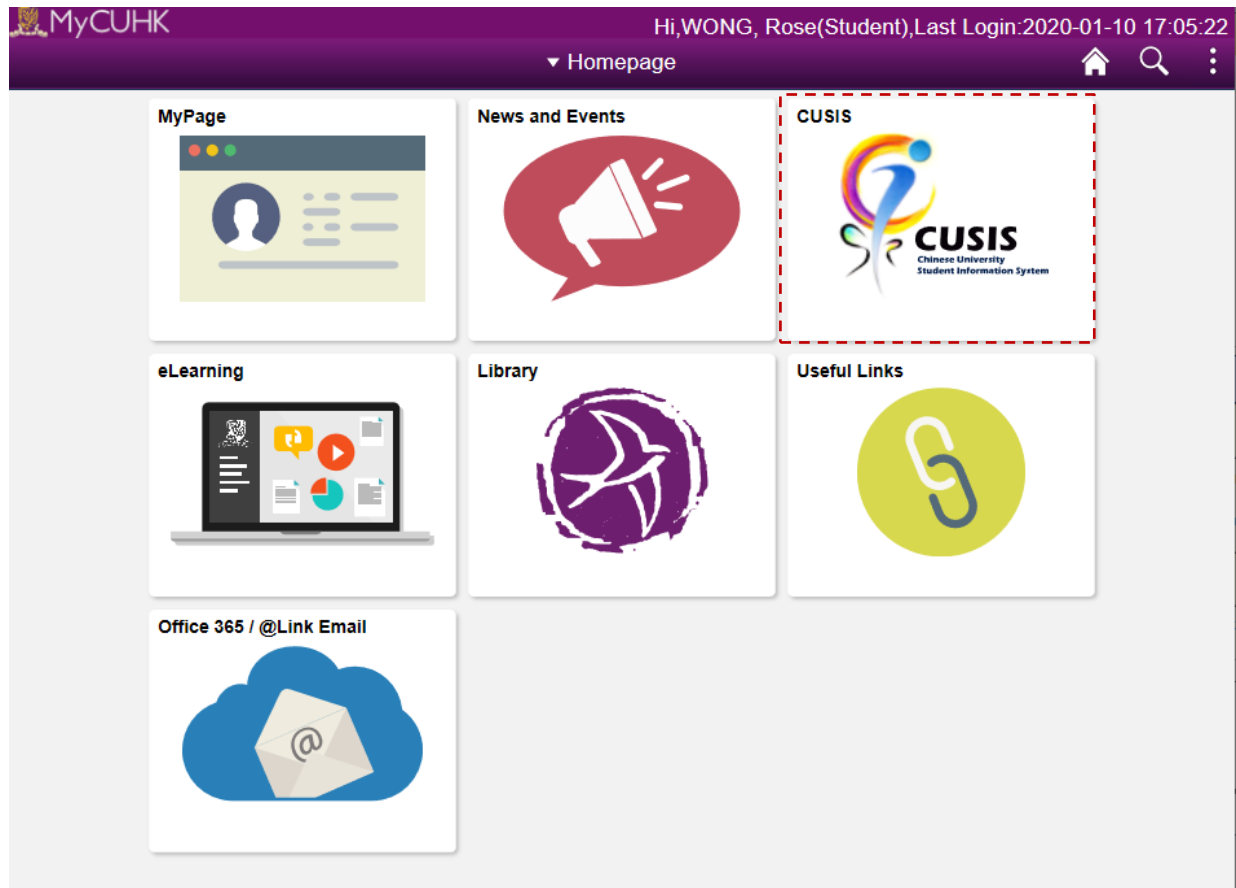 MyCUHK
Hi,WONG, Rose(Student),Last Login:2020-01-10 17:05:22
Homepage
MyPage
News and Events
CUSIS
CUSIS
Chinese University
Student Information System
eLearning
Library
Useful Links
Office 365 / @Link Email
@